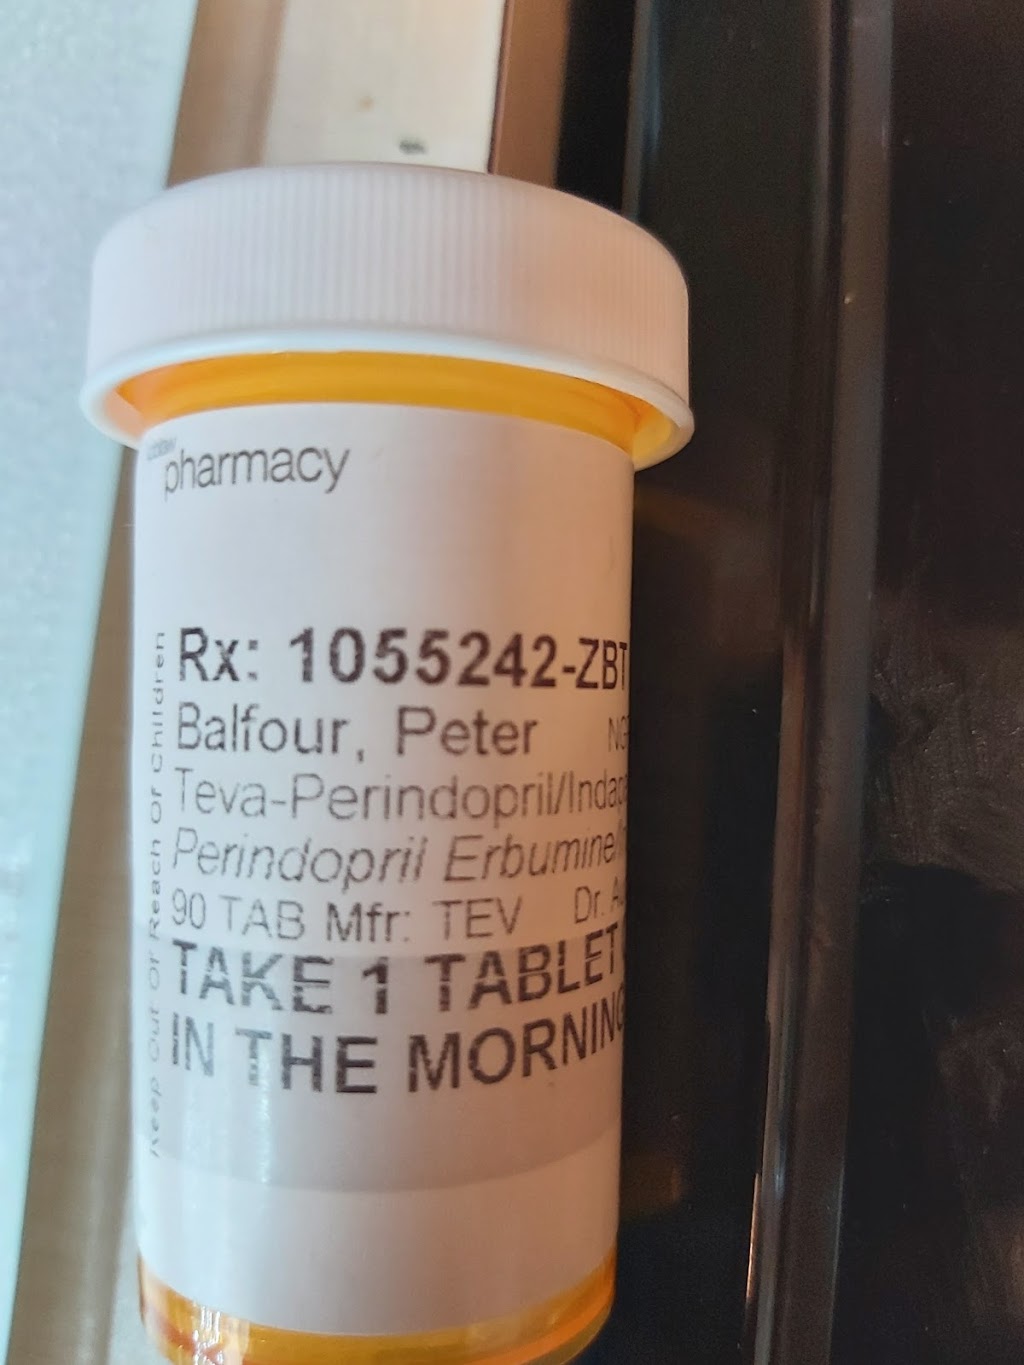 pharmacy
Rx: 1055242-ZBT
Balfour, Peter
Teva-Perindopril/Indap
Perindopril Erbumine/
90 TAB Mfr: TEV Dr. A
TAKE 1 TABLET
IN THE MORNING
Keep Out Of Reach Of Children